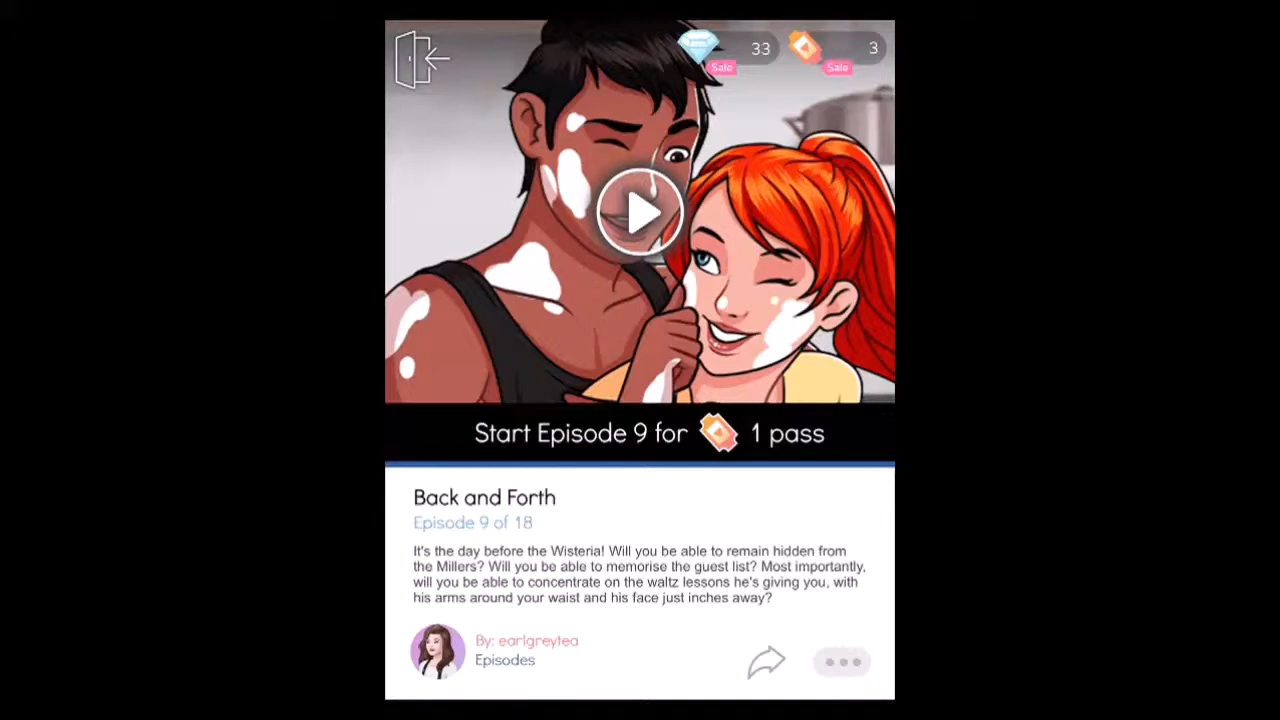 33
3
Sale
Sale
Start Episode 9 for 1 pass
Back and Forth
Episode 9 of 18
It's the day before the Wisteria! Will you be able to remain hidden from
the Millers? Will you be able to memorise the guest list? Most importantly,
will you be able to concentrate on the waltz lessons he's giving you, with
his arms around your waist and his face just inches away?
By: earlgreytea
Episodes